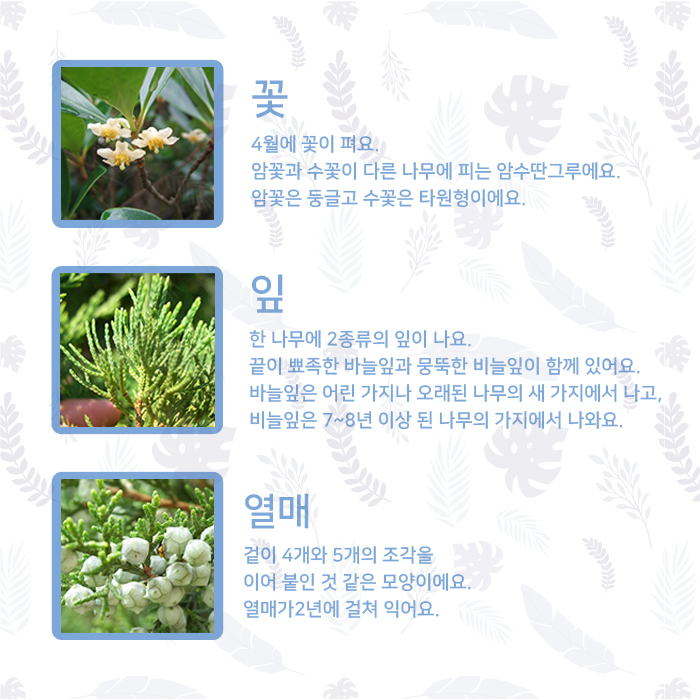 꽃
4월에 꽃이 펴요.
암꽃과 수꽃이 다른 나무에 피는 암수딴그루에요.
암꽃은 둥글고 수꽃은 타원형이에요.
잎
한 나무에 2종류의 잎이 나요.
끝이 뾰족한 바늘잎과 뭉뚝한 비늘잎이 함께 있어요.
바늘잎은 어린 가지나 오래된 나무의 새 가지에서 나고,
비늘잎은 7~8년 이상 된 나무의 가지에서 나와요.
열매
겉이 4개와 5개의 조각을
이어 붙인 것 같은 모양이에요.
열매가2년에 걸쳐 익어요.